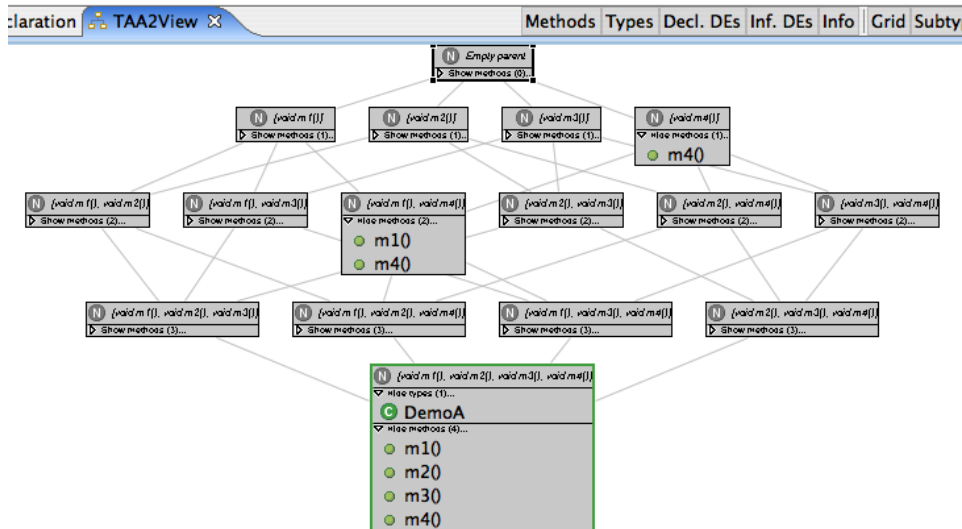 claration TAA2View Methods Types Decl. DEs Inf. DEs Info Grid Subty
N Empty parent
Show methods (0)...
N {void m1()} N {void m2()} N {void m3()} N {void m4()}
Show methods (1)... Show methods (1)... Show methods (1)... Hide methods (1)...
m4()
N {void m1(), void m2()} N {void m1(), void m3()} N {void m1(), void m4()} N {void m2(), void m3()} N {void m2(), void m4()} N {void m3(), void m4()}
Show methods (2)... Show methods (2)... Hide methods (2)... Show methods (2)... Show methods (2)... Show methods (2)...
m1()
m4()
N {void m1(), void m2(), void m3()} N {void m1(), void m2(), void m4()} N {void m1(), void m3(), void m4()} N {void m2(), void m3(), void m4()}
Show methods (3)... Show methods (3)... Show methods (3)... Show methods (3)...
N {void m1(), void m2(), void m3(), void m4()}
Hide types (1)...
C DemoA
Hide methods (4)...
m1()
m2()
m3()
m4()